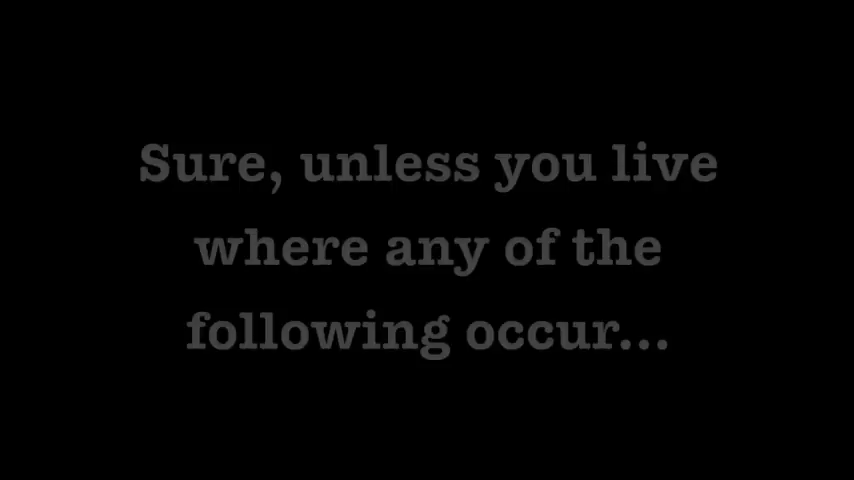 Sure, unless you live
where any of the
following occur...